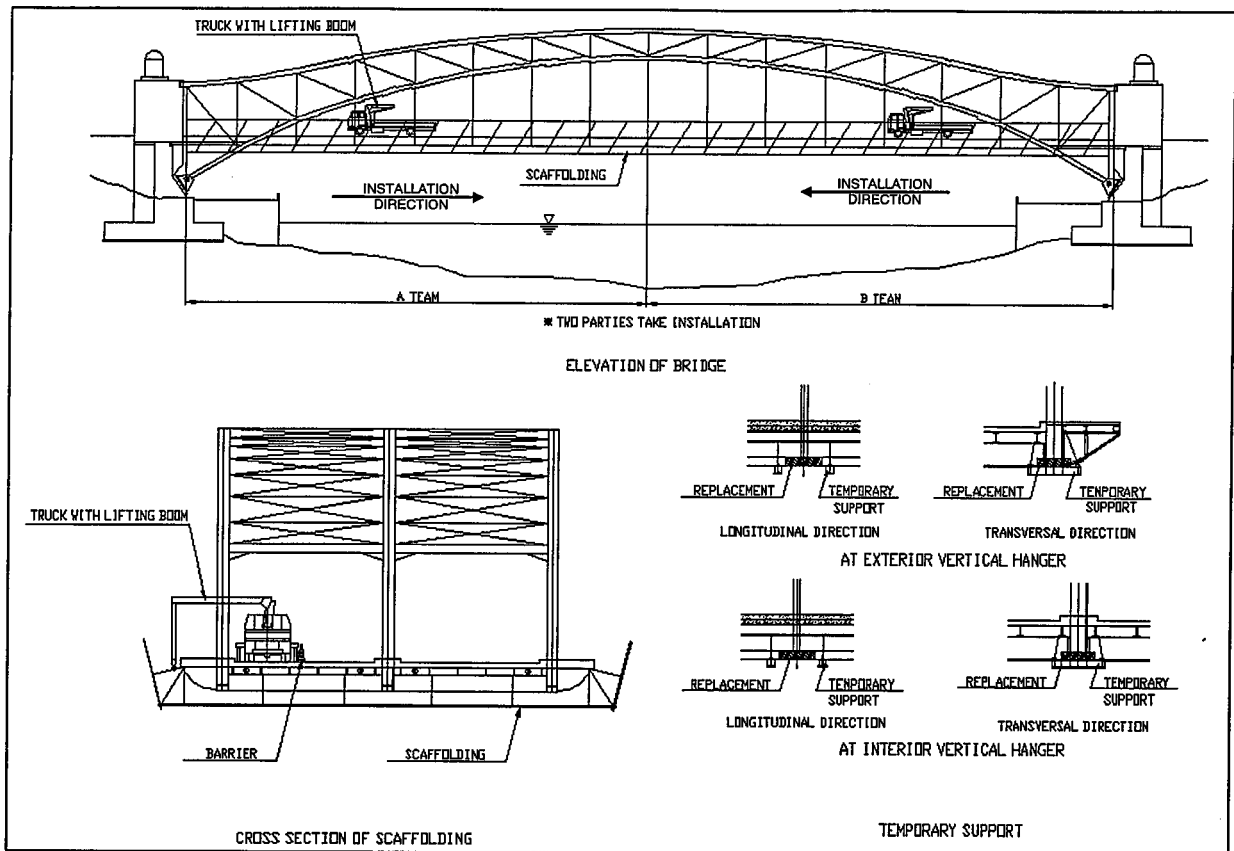 TRUCK WITH LIFTING BOOM
SCAFFOLDING
INSTALLATION
DIRECTION
INSTALLATION
DIRECTION
A TEAM
B TEAN
* TWO PARTIES TAKE INSTALLATION
ELEVATION OF BRIDGE
TRUCK WITH LIFTING BOOM
BARRIER
SCAFFOLDING
CROSS SECTION OF SCAFFOLDING
REPLACEMENT
TEMPORARY
SUPPORT
LONGITUDINAL DIRECTION
REPLACEMENT
TENPORARY
SUPPORT
TRANSVERSAL DIRECTION
AT EXTERIOR VERTICAL HANGER
REPLACEMENT
TENPORARY
SUPPORT
LONGITUDINAL DIRECTION
REPLACEMENT
TEMPORARY
SUPPORT
TRANSVERSAL DIRECTION
AT INTERIOR VERTICAL HANGER
TEMPORARY SUPPORT